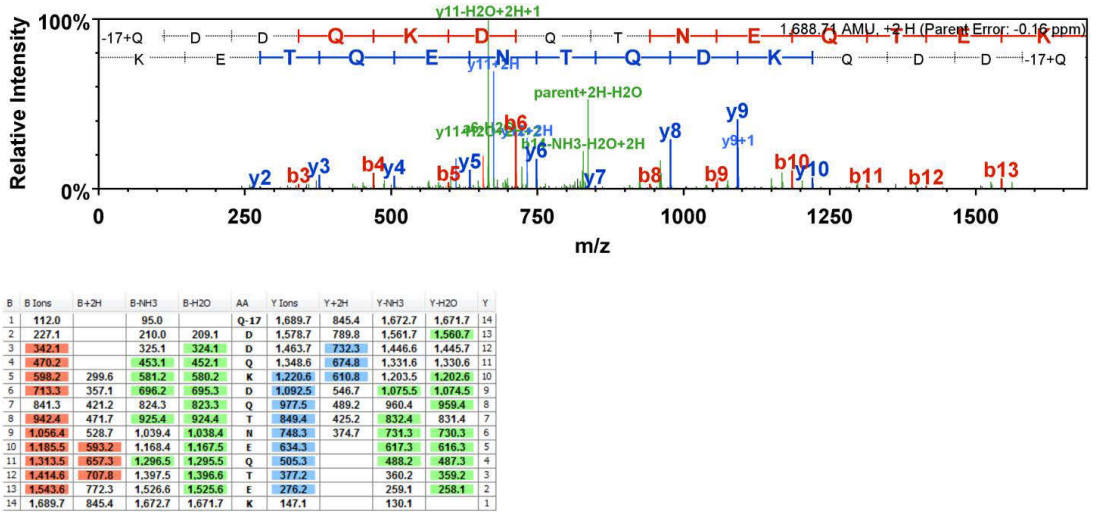 y11-H2O+2H+1
100%
1,688.71 AMU, +2 H (Parent Error: -0.16 ppm)
-17+Q D D Q K D Q T N E Q T E K
K E T Q E N T Q D K Q D D -17+Q
y11+2H
parent+2H-H2O
b6
y9
y9+1
b14-NH3-H2O+2H
y2 b3 y3 b4 y4 b5 y5 y6 y7 b8 y8 b9 b10 y10 b11 b12 b13
Relative Intensity
0%
0 250 500 750 1000 1250 1500
m/z
B B Ions B+2H B-NH3 B-H2O AA Y Ions Y+2H Y-NH3 Y-H2O Y
1 112.0 95.0 Q-17 1,689.7 845.4 1,672.7 1,671.7 14
2 227.1 210.0 209.1 D 1,578.7 789.8 1,561.7 1,560.7 13
3 342.1 325.1 324.1 D 1,463.7 732.3 1,446.6 1,445.7 12
4 470.2 453.1 452.1 Q 1,348.6 674.8 1,331.6 1,330.6 11
5 598.2 299.6 581.2 580.2 K 1,220.6 610.8 1,203.5 1,202.6 10
6 713.3 357.1 696.2 695.3 D 1,092.5 546.7 1,075.5 1,074.5 9
7 841.3 421.2 824.3 823.3 Q 977.5 489.2 960.4 959.4 8
8 942.4 471.7 925.4 924.4 T 849.4 425.2 832.4 831.4 7
9 1,056.4 528.7 1,039.4 1,038.4 N 748.3 374.7 731.3 730.3 6
10 1,185.5 593.2 1,168.4 1,167.5 E 634.3 617.3 616.3 5
11 1,313.5 657.3 1,296.5 1,295.5 Q 505.3 488.2 487.3 4
12 1,414.6 707.8 1,397.5 1,396.6 T 377.2 360.2 359.2 3
13 1,543.6 772.3 1,526.6 1,525.6 E 276.2 259.1 258.1 2
14 1,689.7 845.4 1,672.7 1,671.7 K 147.1 130.1 1